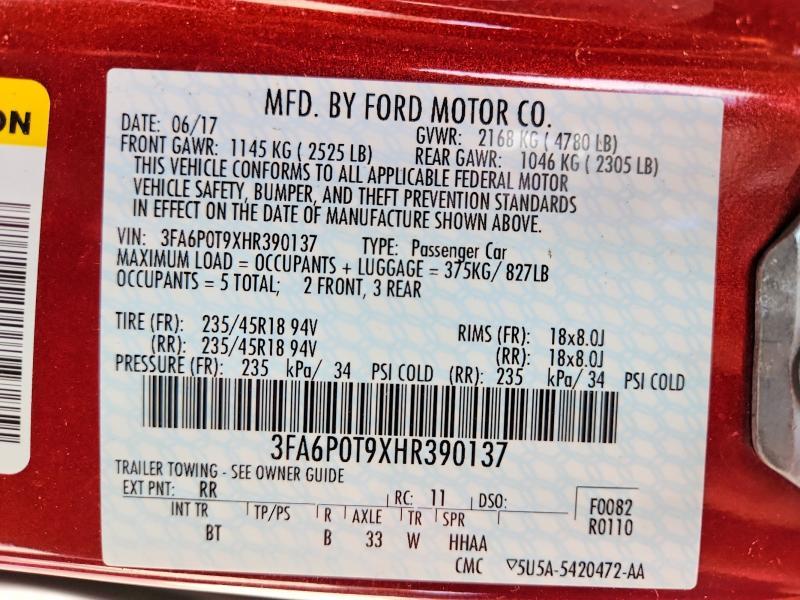 ON
MFD. BY FORD MOTOR CO.
DATE: 06/17 GVWR: 2168 KG ( 4780 LB)
FRONT GAWR: 1145 KG ( 2525 LB) REAR GAWR: 1046 KG ( 2305 LB)
THIS VEHICLE CONFORMS TO ALL APPLICABLE FEDERAL MOTOR
VEHICLE SAFETY, BUMPER, AND THEFT PREVENTION STANDARDS
IN EFFECT ON THE DATE OF MANUFACTURE SHOWN ABOVE.
VIN: 3FA6P0T9XHR390137 TYPE: Passenger Car
MAXIMUM LOAD = OCCUPANTS + LUGGAGE = 375KG/ 827LB
OCCUPANTS = 5 TOTAL; 2 FRONT, 3 REAR
TIRE (FR): 235/45R18 94V RIMS (FR): 18x8.0J
(RR): 235/45R18 94V (RR): 18x8.0J
PRESSURE (FR): 235 kPa/ 34 PSI COLD (RR): 235 kPa/ 34 PSI COLD
3FA6P0T9XHR390137
TRAILER TOWING - SEE OWNER GUIDE
EXT PNT: RR RC: 11 DSO: F0082
INT TR TP/PS R AXLE TR SPR R0110
BT B 33 W HHAA
CMC ▽5U5A-5420472-AA